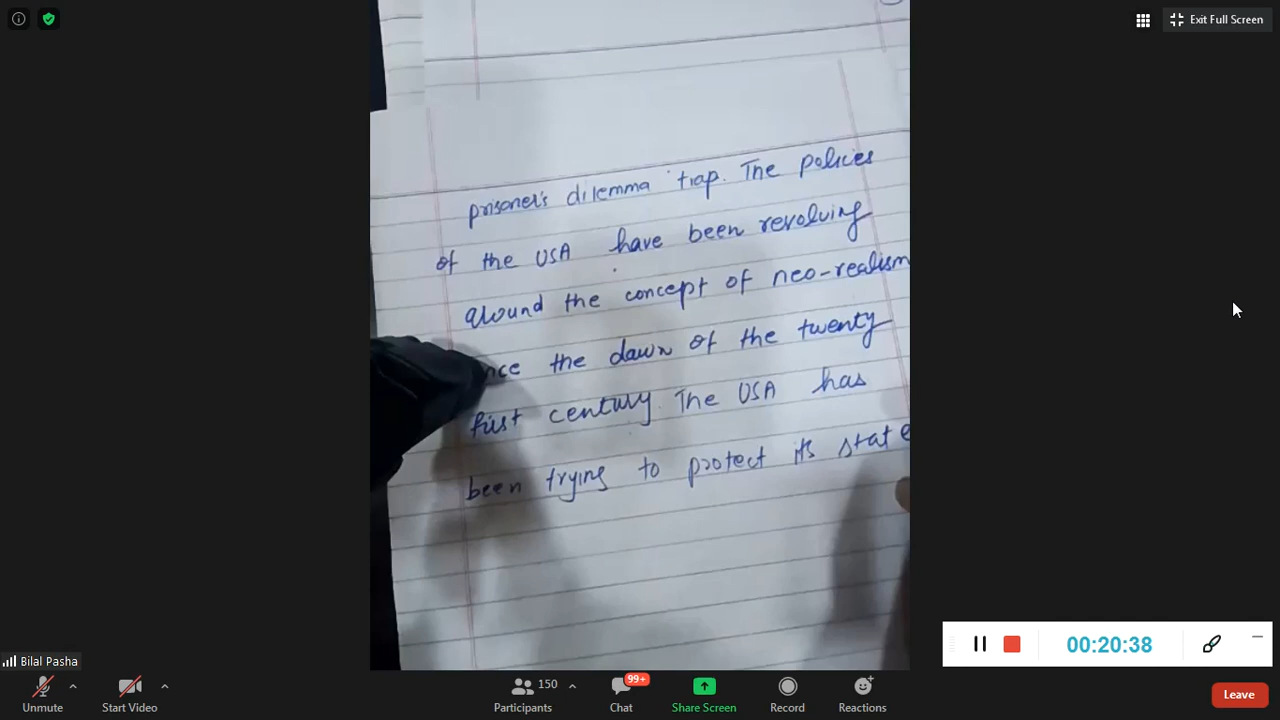 Exit Full Screen
prisoner's dilemma trap. The policies
of the USA have been revolving
around the concept of neo-realism
the dawn of the twenty
first century. The USA has
been trying to protect its state
00:20:38
Bilal Pasha
Unmute
Start Video
150
Participants
99+
Chat
Share Screen
Record
Reactions
Leave